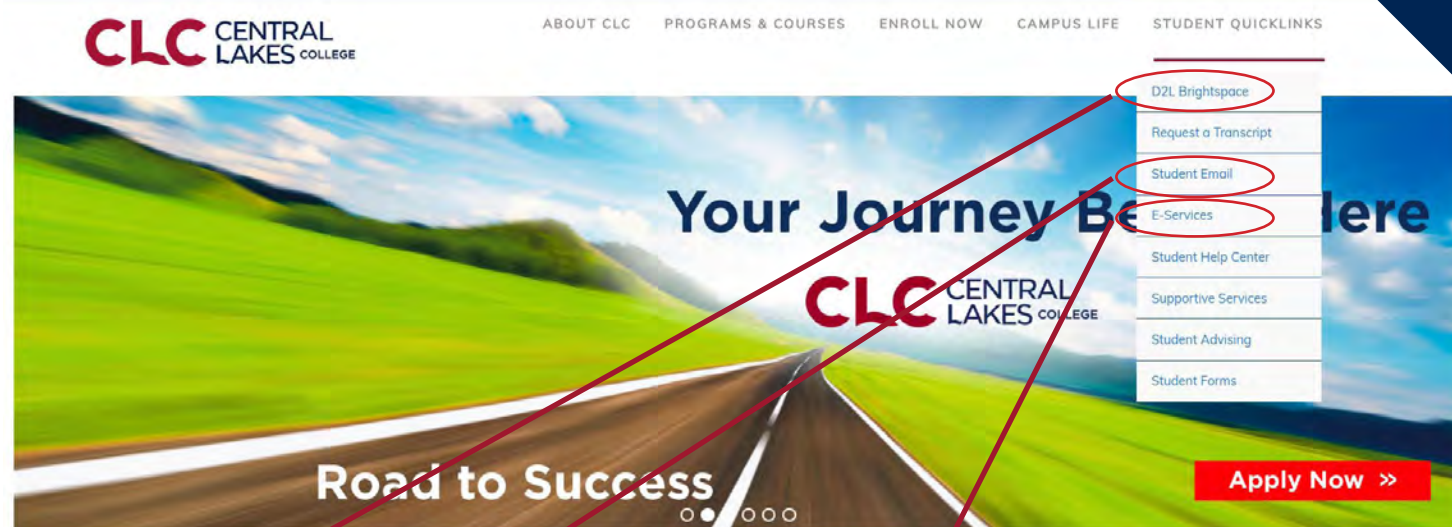 CLC CENTRAL LAKES COLLEGE
ABOUT CLC PROGRAMS & COURSES ENROLL NOW CAMPUS LIFE STUDENT QUICKLINKS
D2L Brightspace
Request a Transcript
Student Email
E-Services
Student Help Center
Supportive Services
Student Advising
Student Forms
Your Journey Be ere
CLC CENTRAL LAKES COLLEGE
Road to Success
Apply Now »